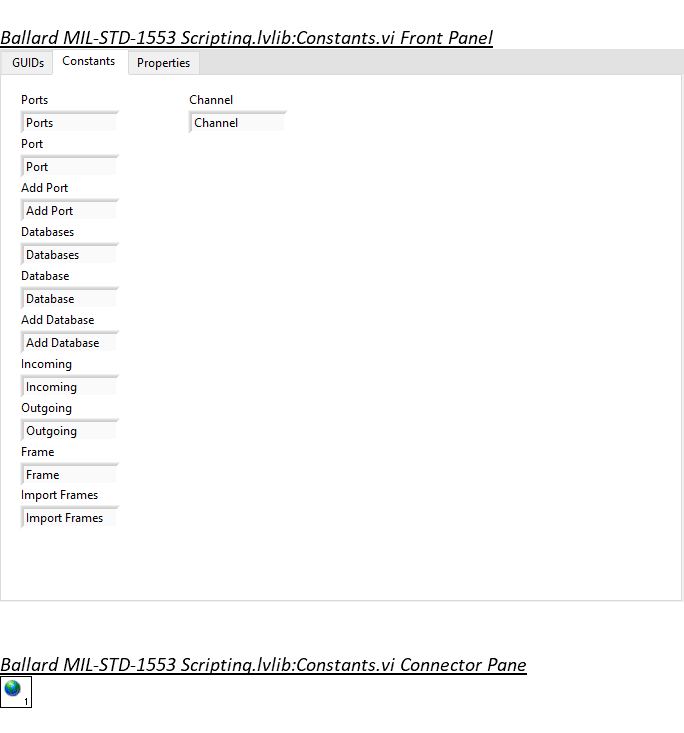 Ballard MIL-STD-1553 Scripting.lvlib:Constants.vi Front Panel
GUIDs Constants Properties
Ports
Ports
Port
Port
Add Port
Add Port
Databases
Databases
Database
Database
Add Database
Add Database
Incoming
Incoming
Outgoing
Outgoing
Frame
Frame
Import Frames
Import Frames
Channel
Channel
Ballard MIL-STD-1553 Scripting.lvlib:Constants.vi Connector Pane
1